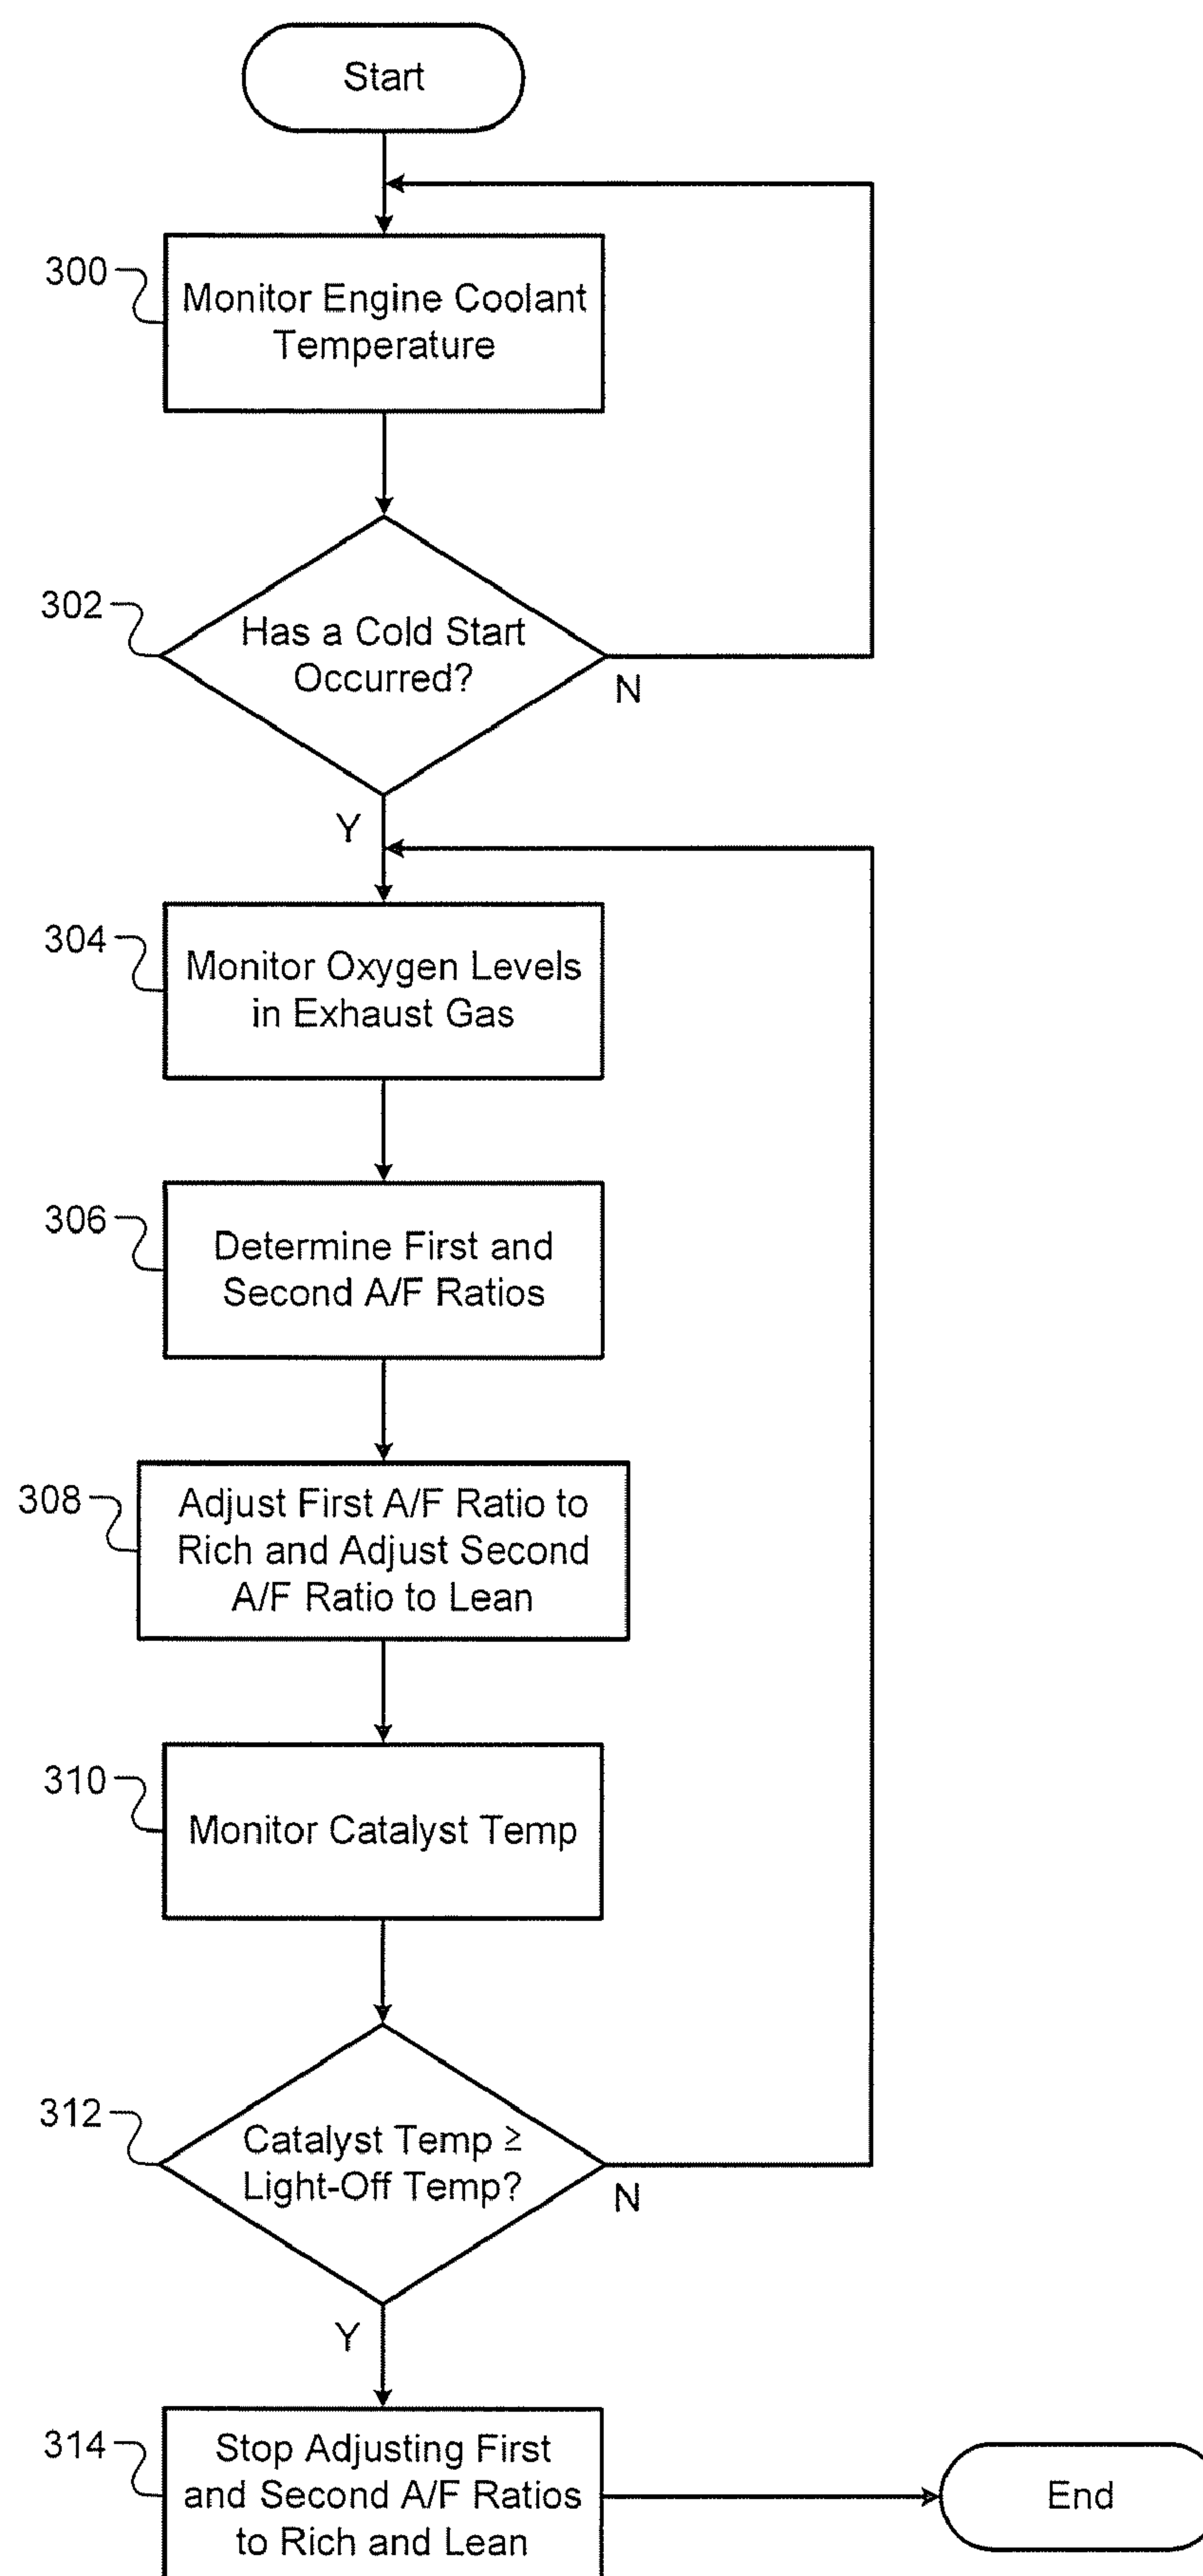 Start
300
Monitor Engine Coolant
Temperature
302
Has a Cold Start
Occurred?
N
Y
304
Monitor Oxygen Levels
in Exhaust Gas
306
Determine First and
Second A/F Ratios
308
Adjust First A/F Ratio to
Rich and Adjust Second
A/F Ratio to Lean
310
Monitor Catalyst Temp
312
Catalyst Temp ≥
Light-Off Temp?
N
Y
314
Stop Adjusting First
and Second A/F Ratios
to Rich and Lean
End